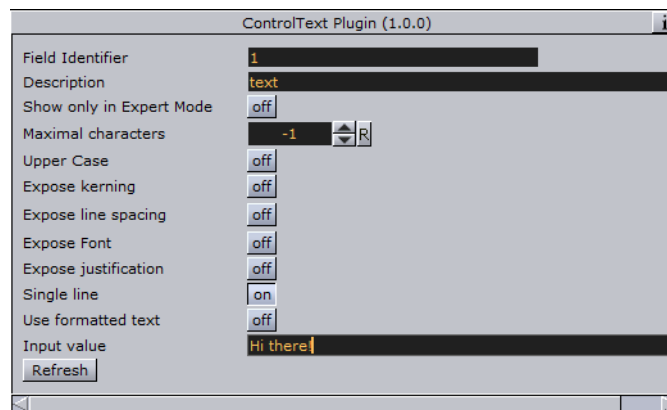 ControlText Plugin (1.0.0) i
Field Identifier 1
Description text
Show only in Expert Mode off
Maximal characters -1 R
Upper Case off
Expose kerning off
Expose line spacing off
Expose Font off
Expose justification off
Single line on
Use formatted text off
Input value Hi there!
Refresh